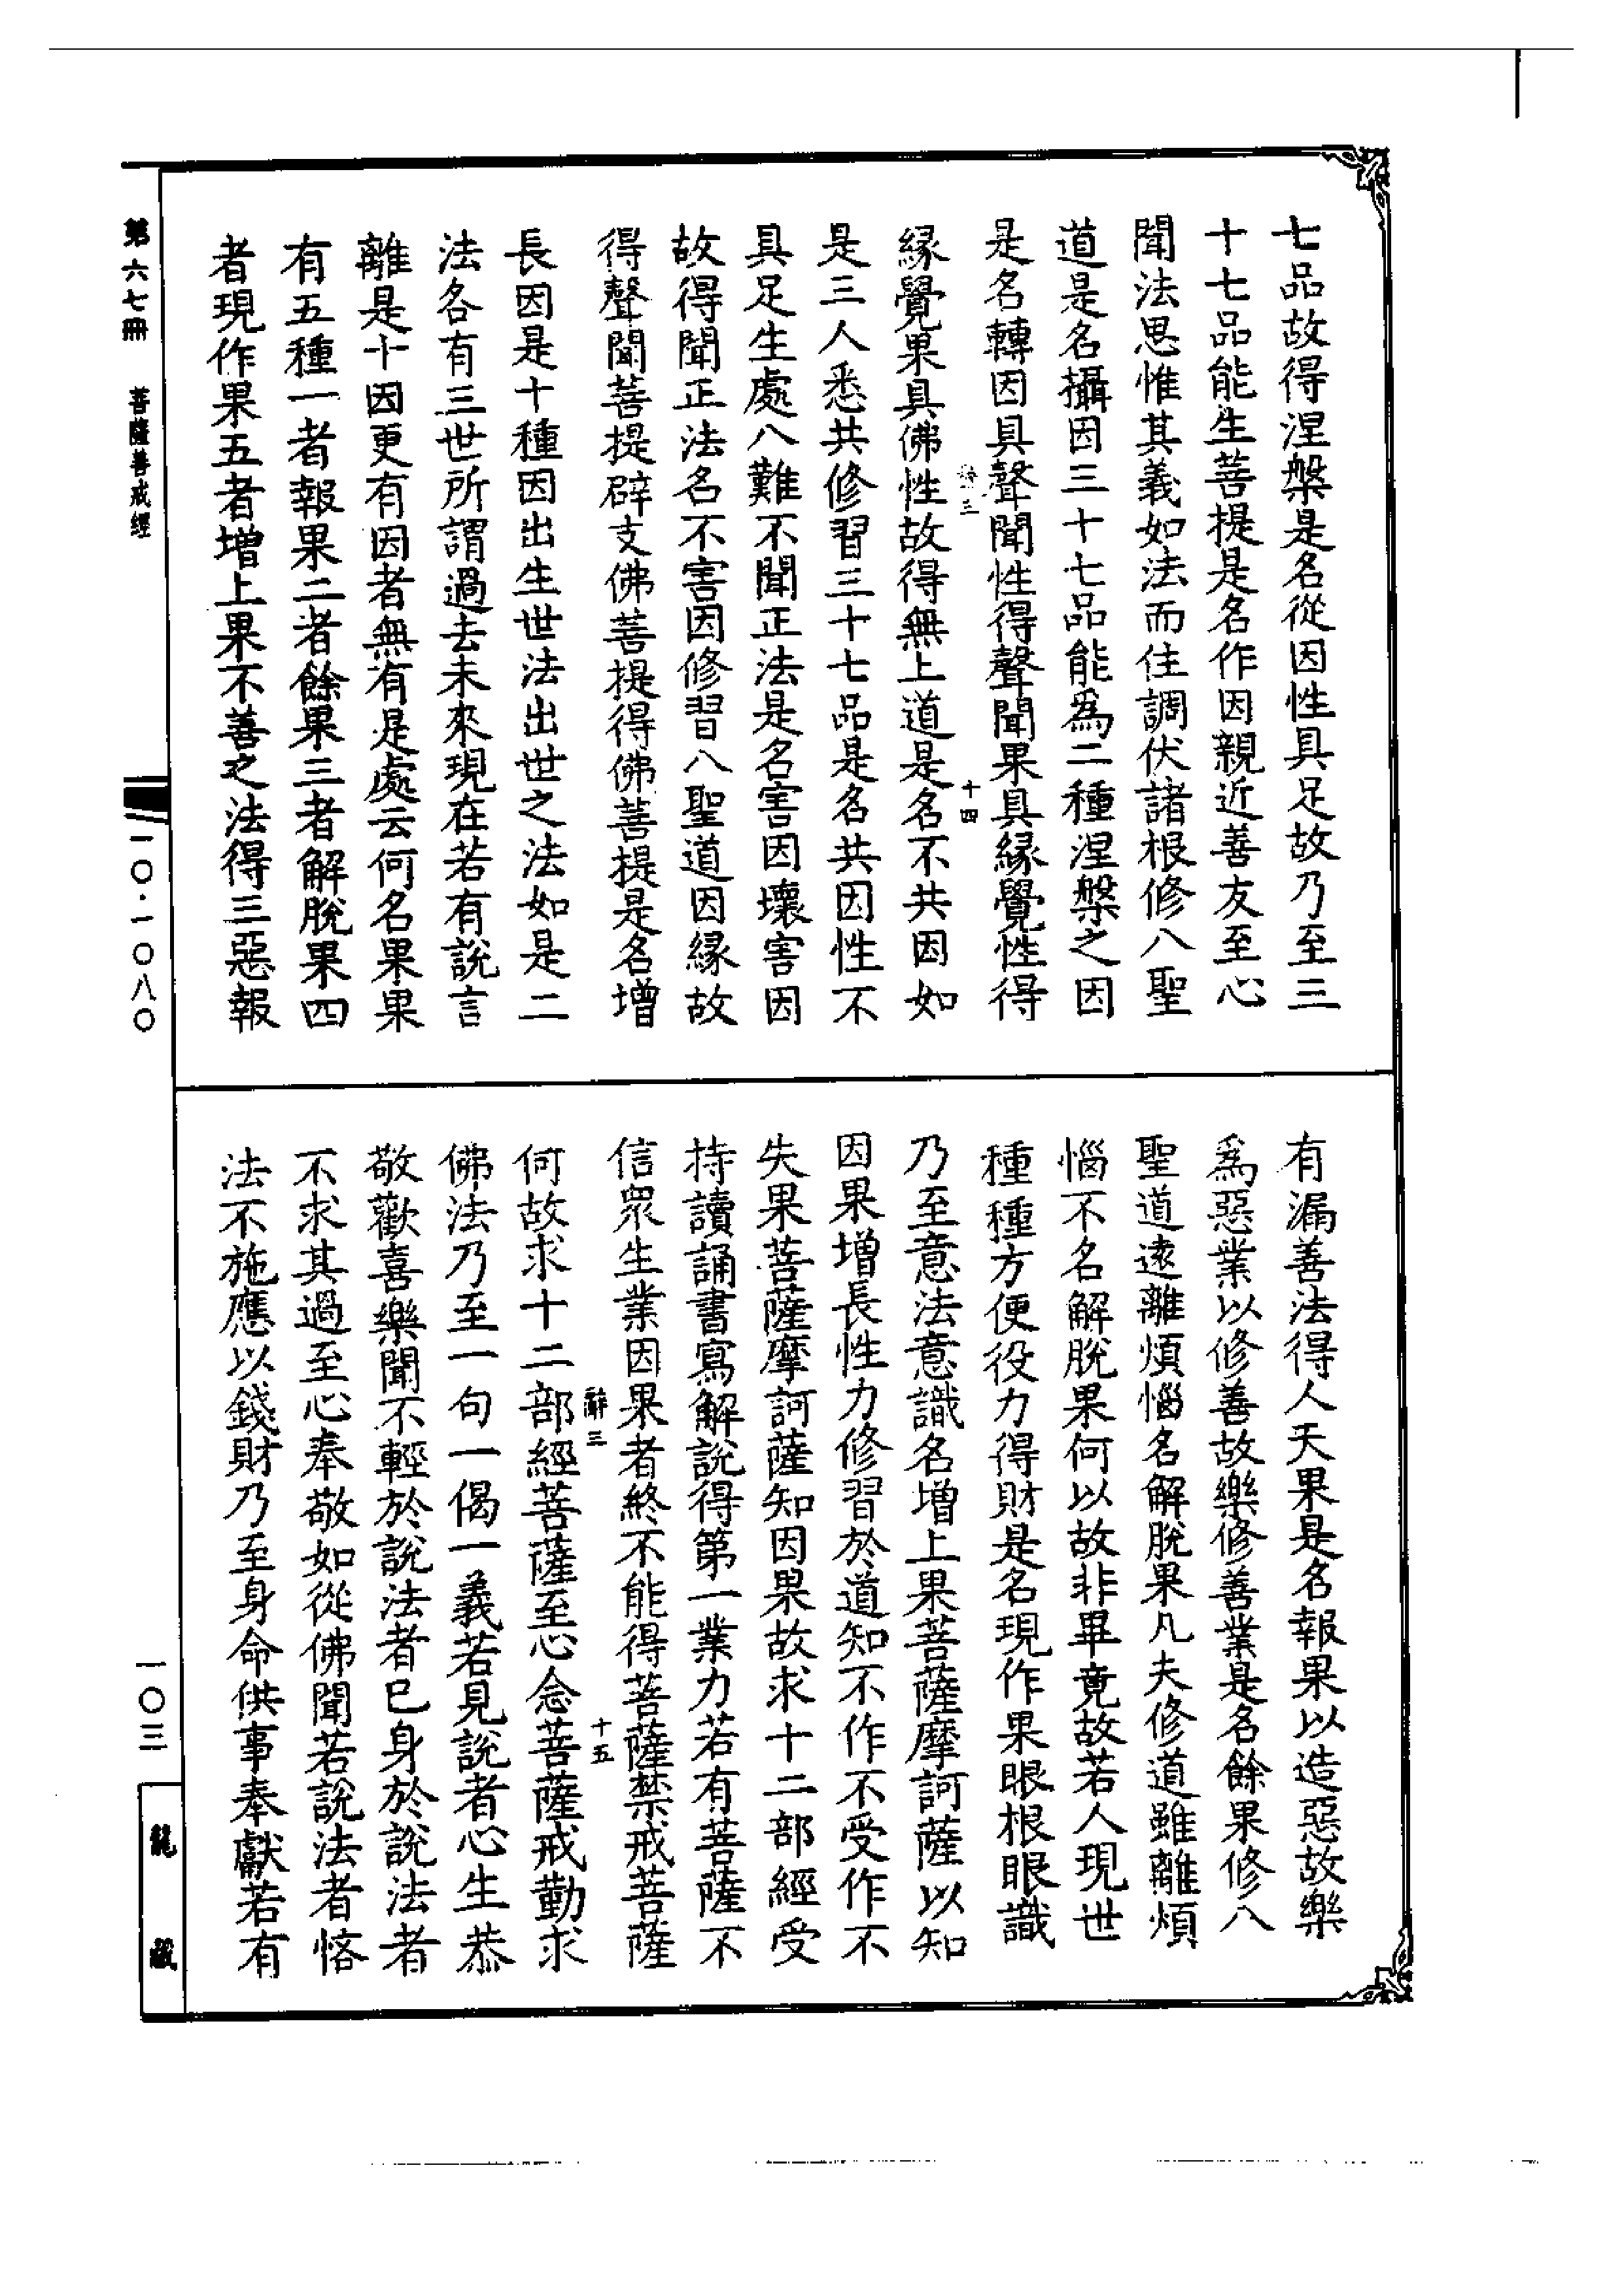 七品故得涅槃是名從因性具足故乃至三
十七品能生菩提是名作因親近善友至心
聞法思惟其義如法而住調伏諸根修八聖
道是名攝因三十七品能為二種涅槃之因
是名轉因具聲聞性得聲聞果具緣覺性得
十四
緣覺果具佛性故得無上道是名不共因如
是三人悉共修習三十七品是名共因性不
具足生處八難不聞正法是名害因壞害因
故得聞正法名不害因修習八聖道因緣故
得聲聞菩提辟支佛菩提得佛菩提是名增
長因是十種因出生世法出世之法如是二
法各有三世所謂過去未來現在若有說言
離是十因更有因者無有是處云何名果果
有五種一者報果二者餘果三者解脫果四
者現作果五者增上果不善之法得三惡報
有漏善法得人天果是名報果以造惡故樂
為惡業以修善故樂修善業是名餘果修八
聖道遠離煩惱名解脫果凡夫修道雖離煩
惱不名解脫果何以故非畢竟故若人現世
種種方便役力得財是名現作果眼根眼識
乃至意法意識名增上果菩薩摩訶薩以知
因果增長性力修習於道知不作不受作不
失果菩薩摩訶薩知因果故求十二部經受
持讀誦書寫解說得第一業力若有菩薩不
信眾生業因果者終不能得菩薩禁戒菩薩
三
十五
何故求十二部經菩薩至心念菩薩戒勤求
佛法乃至一句一偈一義若見說者心生恭
敬歡喜樂聞不輕於說法者已身於說法者
不求其過至心奉敬如從佛聞若說法者悋
法不施應以錢財乃至身命供事奉獻若有
第六七冊 菩薩善戒經
一〇·一〇八〇
一〇三
龍藏